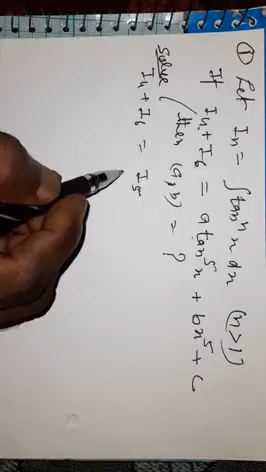 ① Let Iₙ = ∫tanⁿx dx (n>1)
If I₄ + I₆ = a tan⁵x + bx⁵ + c
then (a, b) = ?
Solve
I₄ + I₆ = I₅